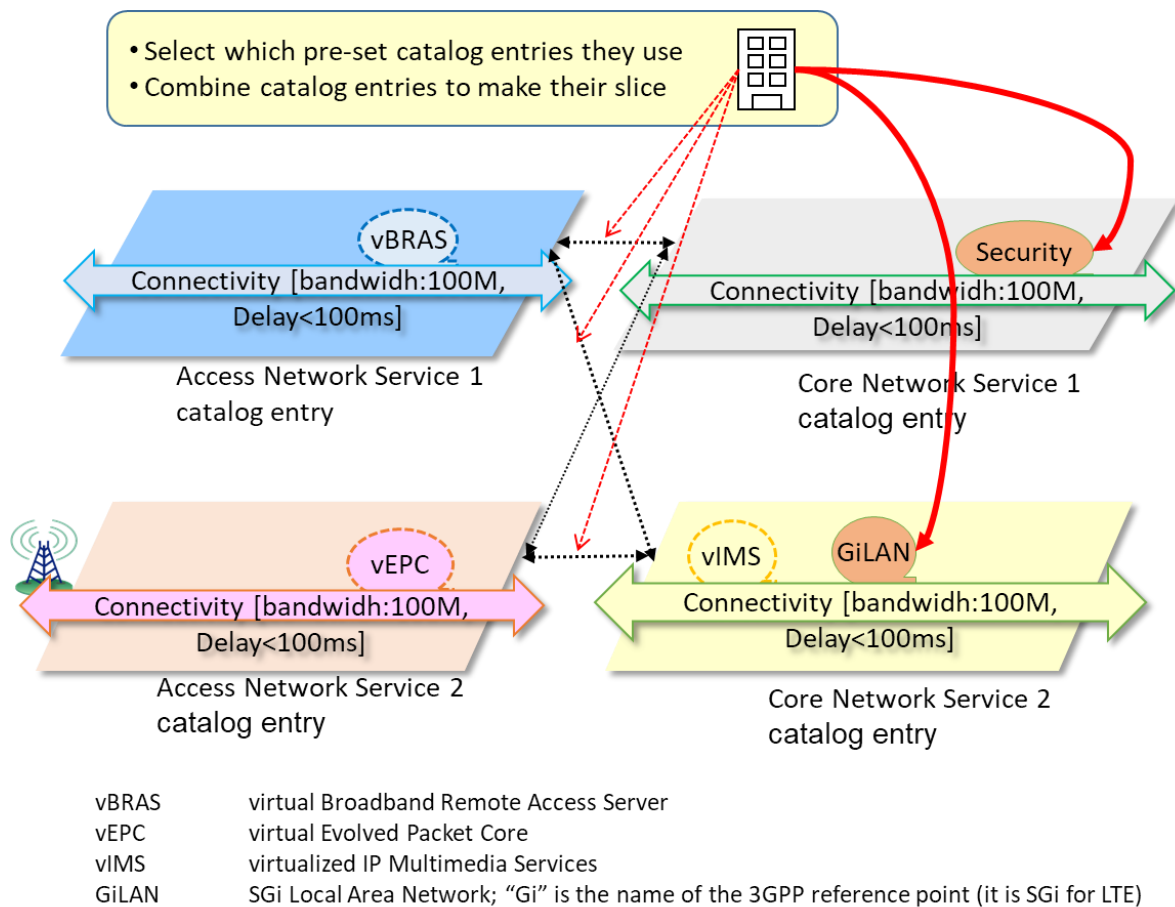 • Select which pre-set catalog entries they use
• Combine catalog entries to make their slice
vBRAS
Connectivity [bandwidh:100M,
Delay<100ms]
Access Network Service 1
catalog entry
Security
Connectivity [bandwidh:100M,
Delay<100ms]
Core Network Service 1
catalog entry
vEPC
Connectivity [bandwidh:100M,
Delay<100ms]
Access Network Service 2
catalog entry
vIMS
GiLAN
Connectivity [bandwidh:100M,
Delay<100ms]
Core Network Service 2
catalog entry
vBRAS virtual Broadband Remote Access Server
vEPC virtual Evolved Packet Core
vIMS virtualized IP Multimedia Services
GiLAN SGi Local Area Network; “Gi” is the name of the 3GPP reference point (it is SGi for LTE)